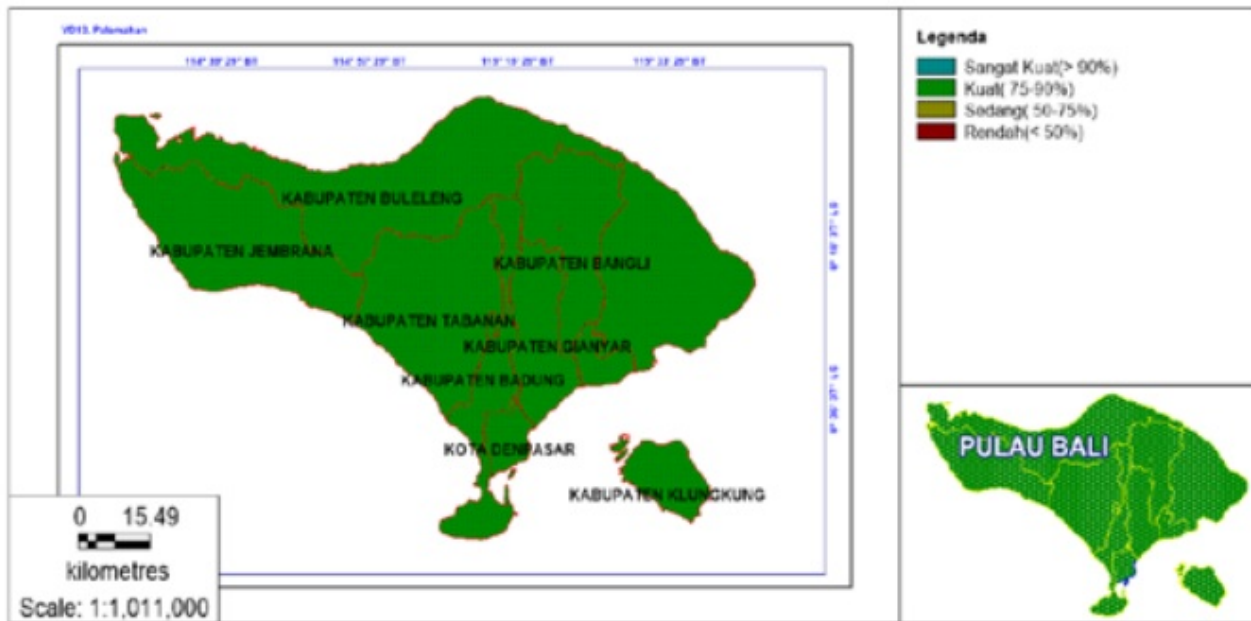 Legenda
Sangat Kuat(> 90%)
Kuat( 75-90%)
Sedang( 50-75%)
Rendah(< 50%)
KABUPATEN BULELENG
KABUPATEN JEMBRANA
KABUPATEN BANGLI
KABUPATEN TABANAN
KABUPATEN GIANYAR
KABUPATEN BADUNG
KOTA DENPASAR
KABUPATEN KLUNGKUNG
PULAU BALI
0 15.49
kilometres
Scale: 1:1,011,000